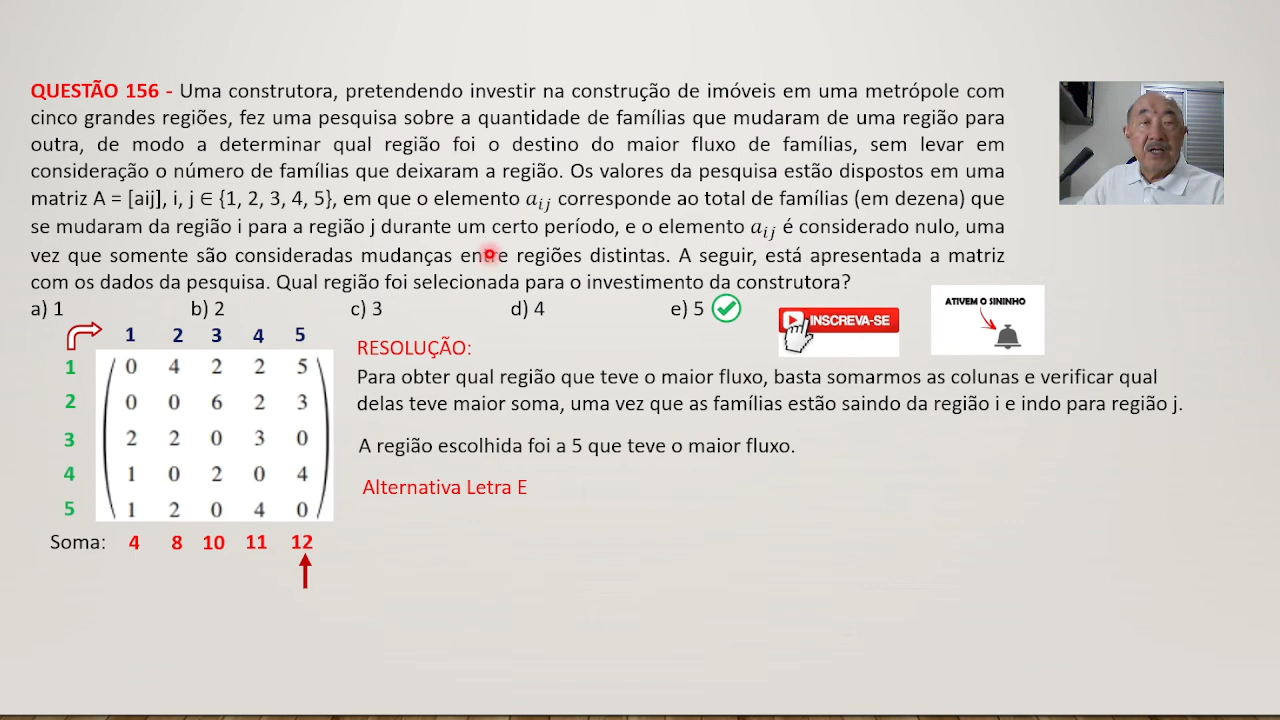 QUESTÃO 156 - Uma construtora, pretendendo investir na construção de imóveis em uma metrópole com
cinco grandes regiões, fez uma pesquisa sobre a quantidade de famílias que mudaram de uma região para
outra, de modo a determinar qual região foi o destino do maior fluxo de famílias, sem levar em
consideração o número de famílias que deixaram a região. Os valores da pesquisa estão dispostos em uma
matriz A = [aij], i, j ∈ {1, 2, 3, 4, 5}, em que o elemento a_ij corresponde ao total de famílias (em dezena) que
se mudaram da região i para a região j durante um certo período, e o elemento a_ij é considerado nulo, uma
vez que somente são consideradas mudanças entre regiões distintas. A seguir, está apresentada a matriz
com os dados da pesquisa. Qual região foi selecionada para o investimento da construtora?
a) 1 b) 2 c) 3 d) 4 e) 5
INSCREVA-SE
ATIVEM O SININHO
1 2 3 4 5
1 0 4 2 2 5
2 0 0 6 2 3
3 2 2 0 3 0
4 1 0 2 0 4
5 1 2 0 4 0
Soma: 4 8 10 11 12
RESOLUÇÃO:
Para obter qual região que teve o maior fluxo, basta somarmos as colunas e verificar qual
delas teve maior soma, uma vez que as famílias estão saindo da região i e indo para região j.
A região escolhida foi a 5 que teve o maior fluxo.
Alternativa Letra E